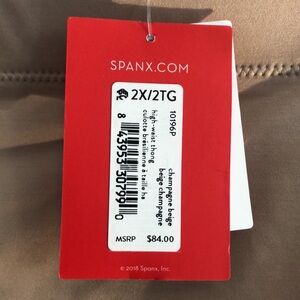 SPANX.COM
2X/2TG
10196P
champagne beige
beige champagne
high-waist thong
culotte brésilienne à taille ha
8 43953 30799 0
MSRP $84.00
© 2018 Spanx, Inc.